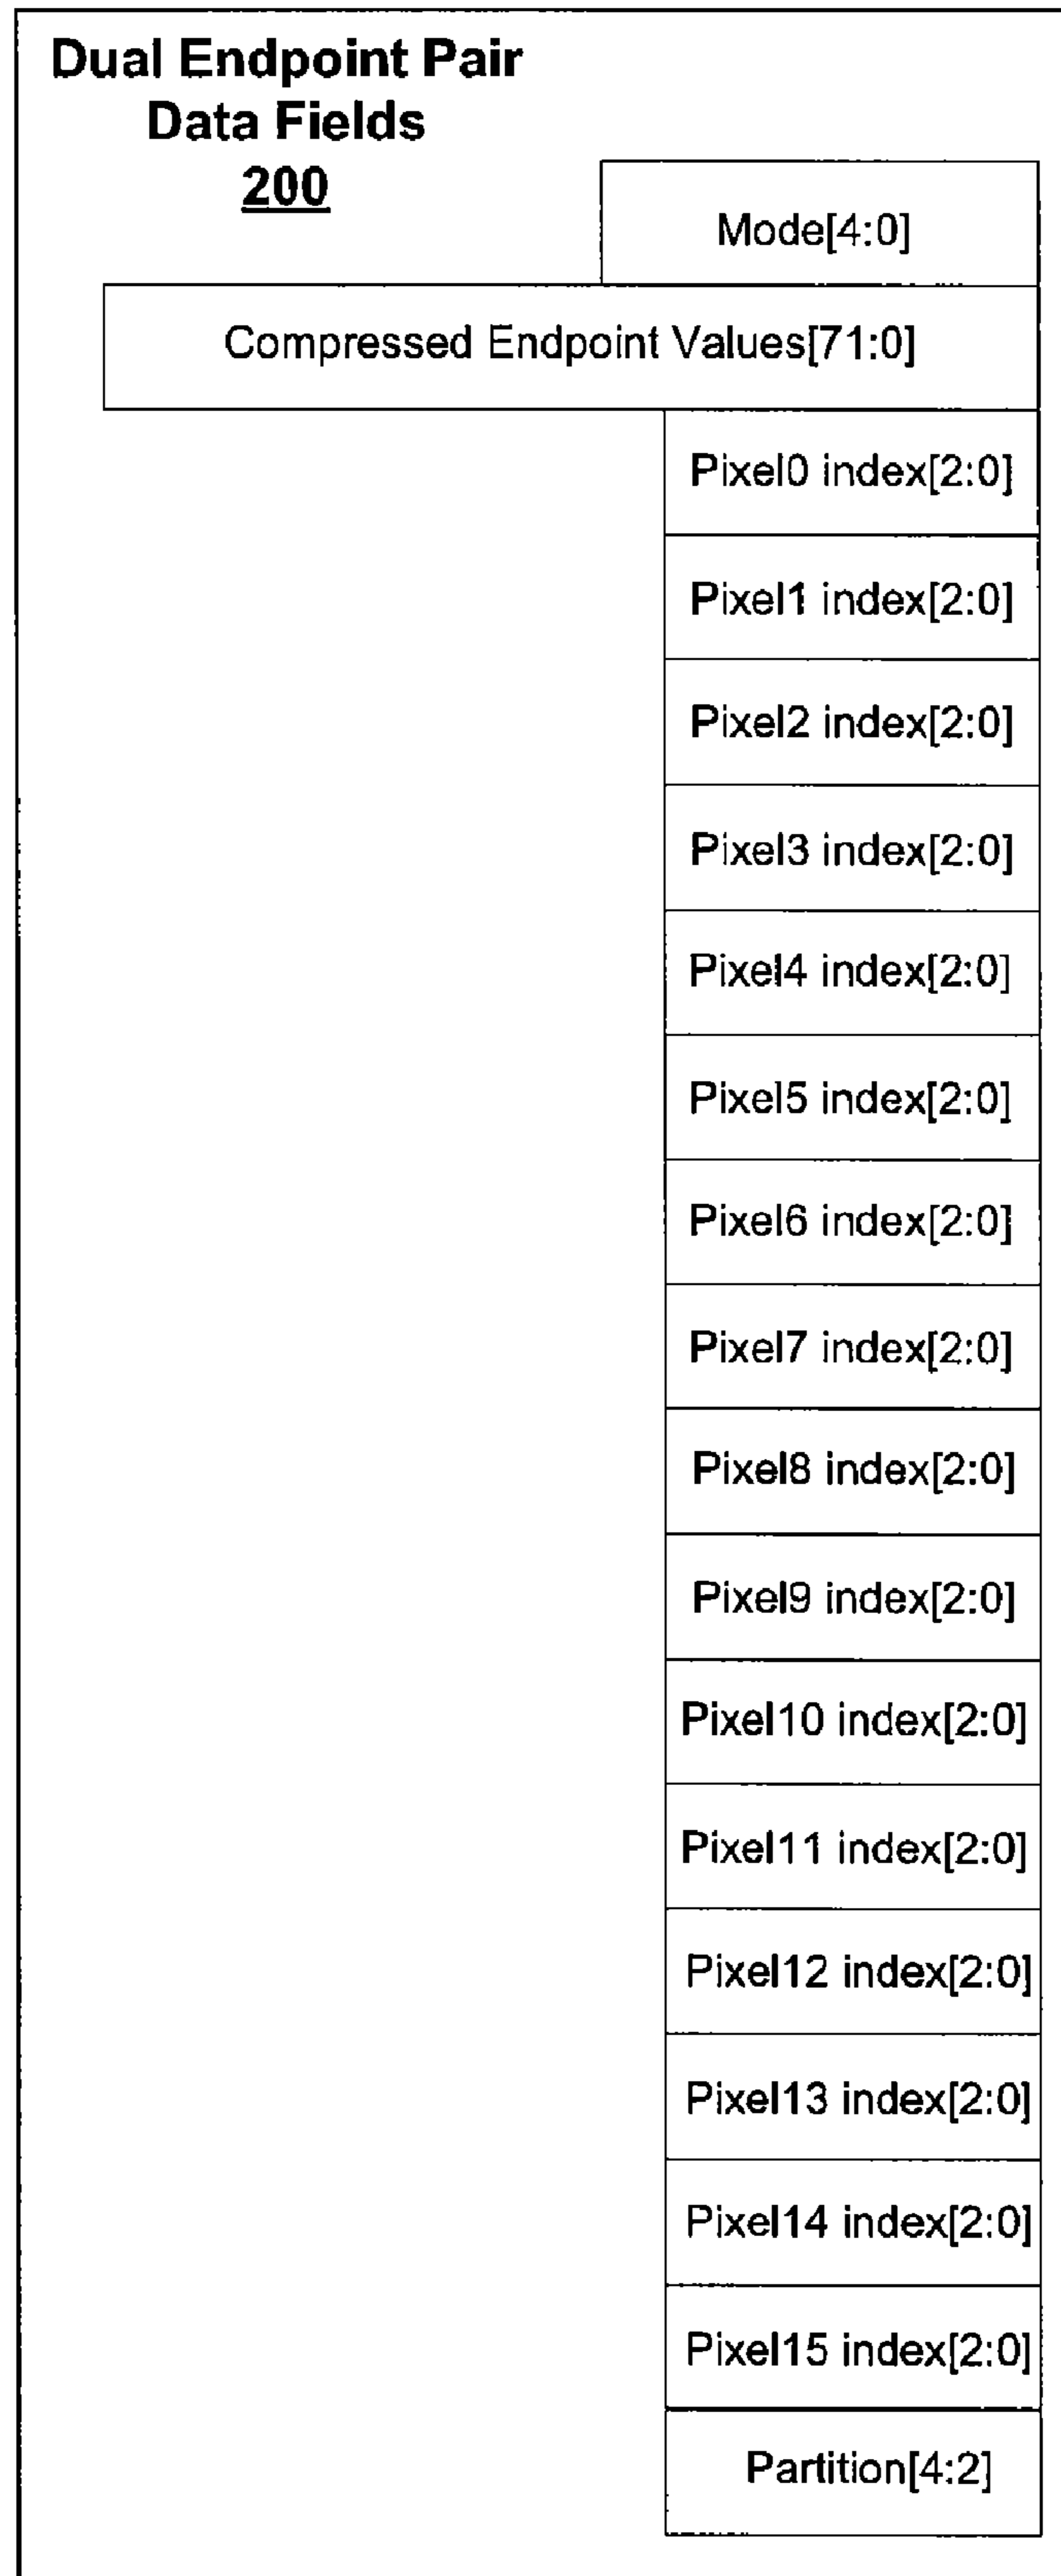 Dual Endpoint Pair
Data Fields
200
Mode[4:0]
Compressed Endpoint Values[71:0]
Pixel0 index[2:0]
Pixel1 index[2:0]
Pixel2 index[2:0]
Pixel3 index[2:0]
Pixel4 index[2:0]
Pixel5 index[2:0]
Pixel6 index[2:0]
Pixel7 index[2:0]
Pixel8 index[2:0]
Pixel9 index[2:0]
Pixel10 index[2:0]
Pixel11 index[2:0]
Pixel12 index[2:0]
Pixel13 index[2:0]
Pixel14 index[2:0]
Pixel15 index[2:0]
Partition[4:2]